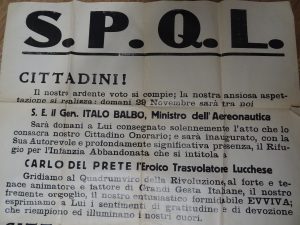 S. P. Q. L.
CITTADINI!
Il nostro ardente voto si compie; la nostra ansiosa aspet-
tazione si realizza: domani 29 Novembre sarà tra noi
S. E. il Gen. ITALO BALBO, Ministro dell'Aereonautica
Sarà domani a Lui consegnato solennemente l'atto che lo
consacra nostro Cittadino Onorario; e sarà inaugurato, con la
Sua Autorevole e profondamente significativa presenza, il Rifu-
gio per l'Infanzia Abbandonata che si intitola:
CARLO DEL PRETE l'Eroico Trasvolatore Lucchese
Gridiamo al Quadrumviro della Rivoluzione, al forte e te-
nace animatore e fattore di Grandi Gesta Italiane, il nostro
fremente orgoglio, il nostro entusiastico formidabile EVVIVA;
esprimiamo a Lui i sentimenti di gratitudine e di devozione
che riempiono ed illuminano i nostri cuori.